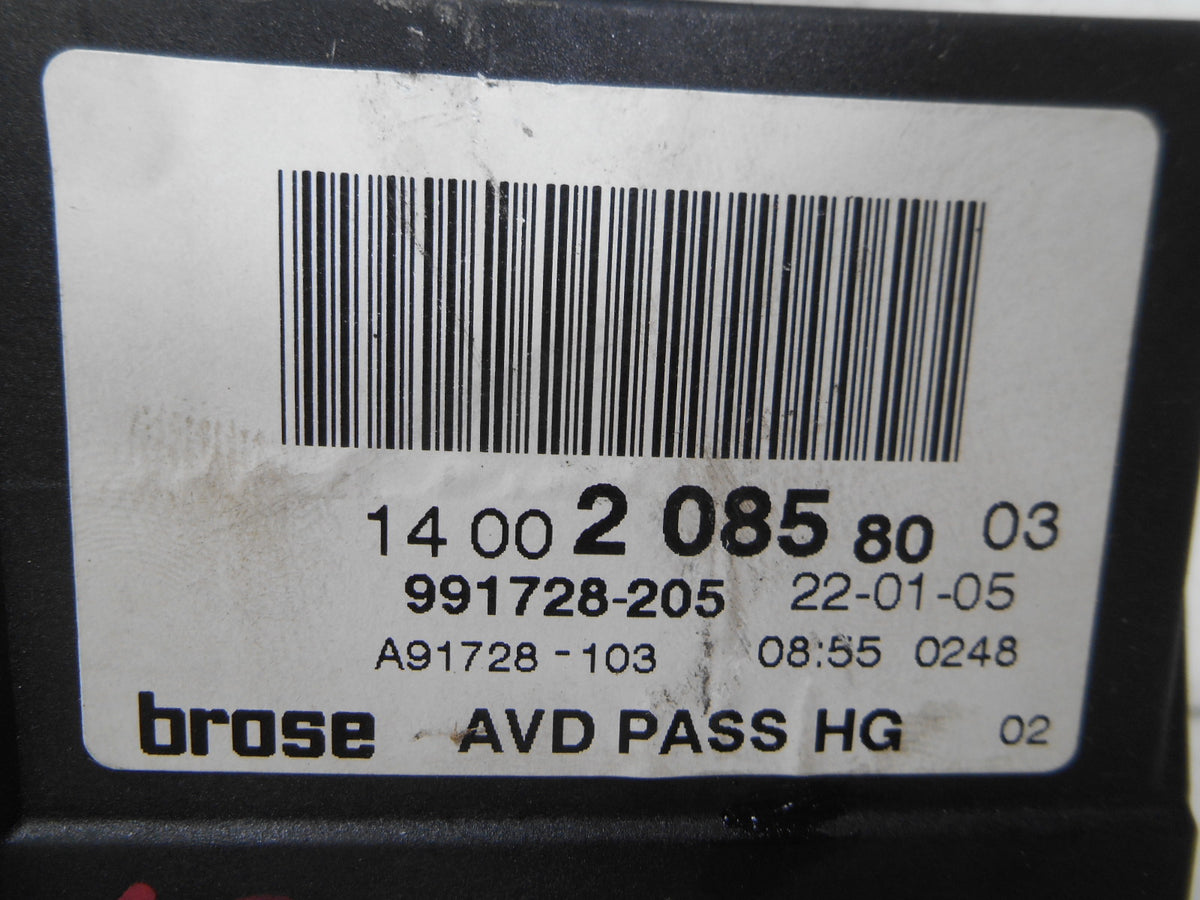 14 00 2 085 80 03
991728-205 22-01-05
A91728-103 08:55 0248
brose AVD PASS HG 02